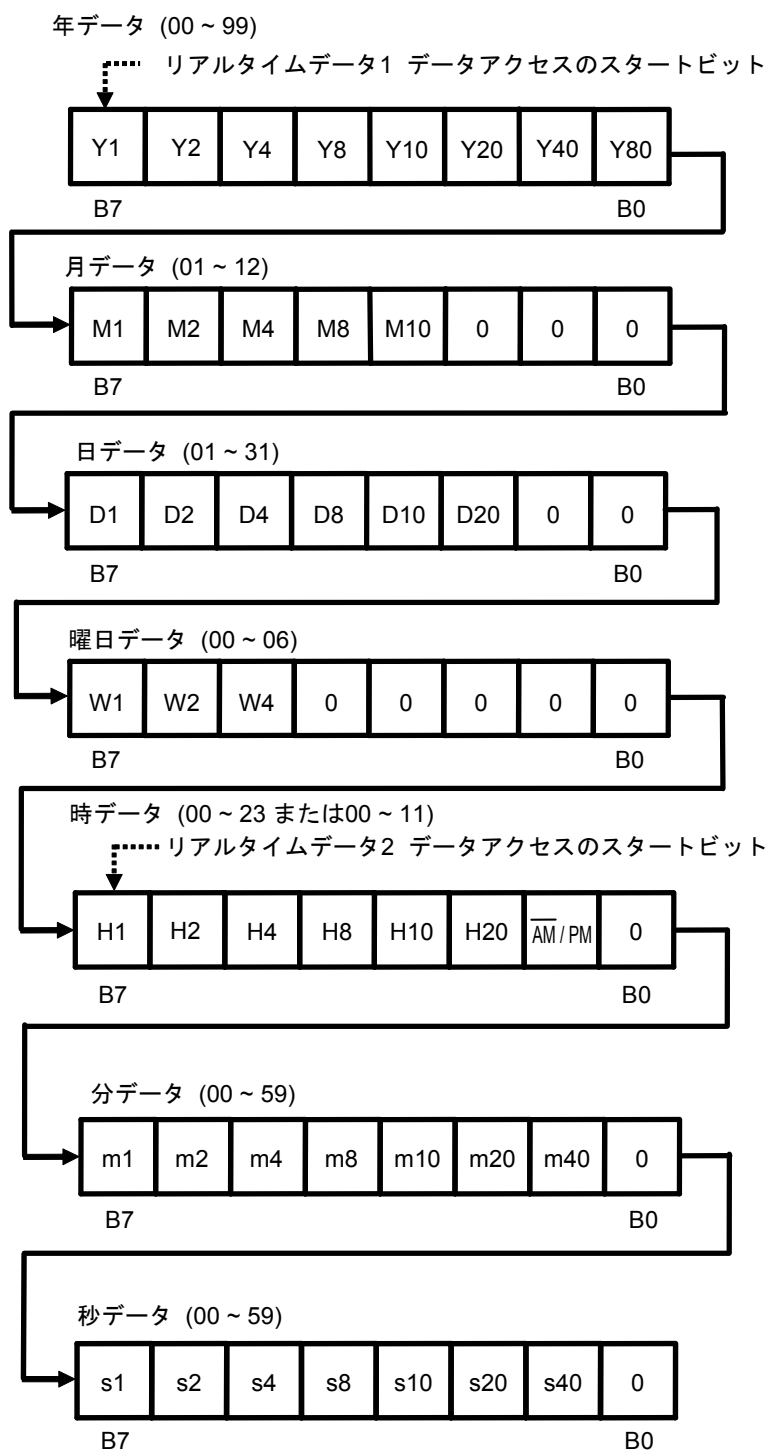 年データ (00 ~ 99)
リアルタイムデータ1 データアクセスのスタートビット
Y1 Y2 Y4 Y8 Y10 Y20 Y40 Y80
B7 B0
月データ (01 ~ 12)
M1 M2 M4 M8 M10 0 0 0
B7 B0
日データ (01 ~ 31)
D1 D2 D4 D8 D10 D20 0 0
B7 B0
曜日データ (00 ~ 06)
W1 W2 W4 0 0 0 0 0
B7 B0
時データ (00 ~ 23 または00 ~ 11)
リアルタイムデータ2 データアクセスのスタートビット
H1 H2 H4 H8 H10 H20 A̅M̅ / PM 0
B7 B0
分データ (00 ~ 59)
m1 m2 m4 m8 m10 m20 m40 0
B7 B0
秒データ (00 ~ 59)
s1 s2 s4 s8 s10 s20 s40 0
B7 B0